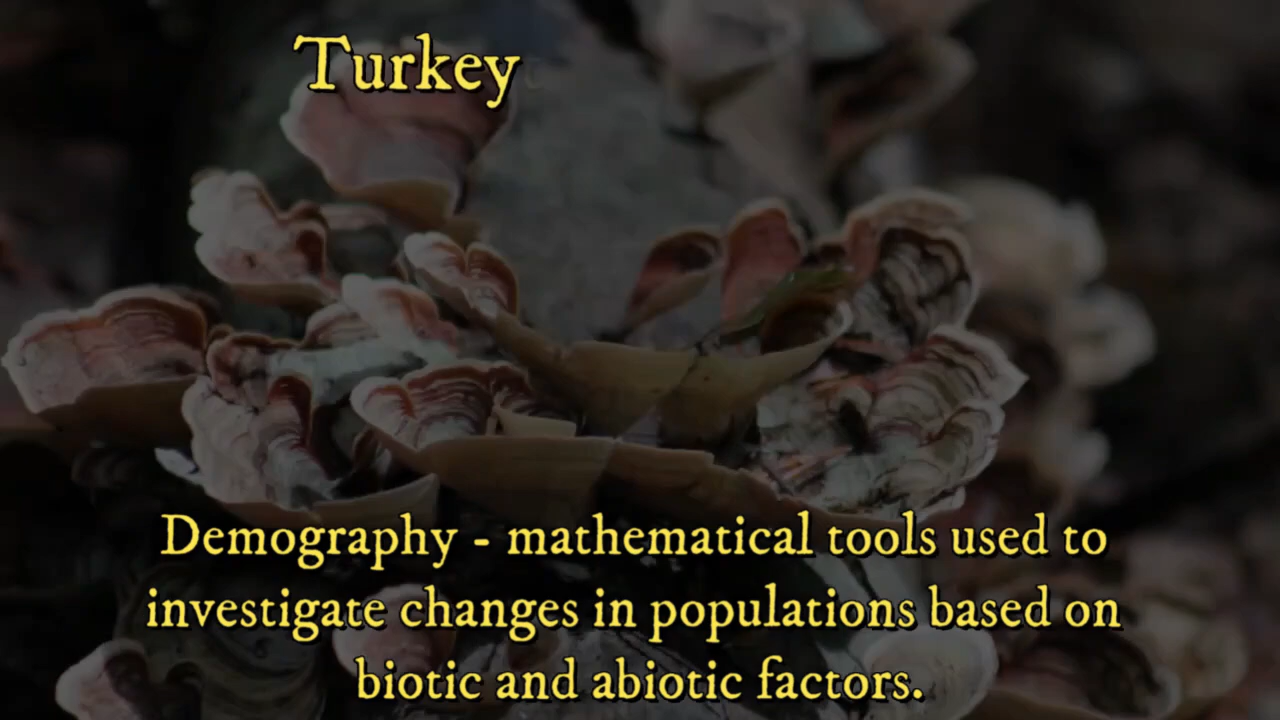 Turkey
Demography - mathematical tools used to
investigate changes in populations based on
biotic and abiotic factors.